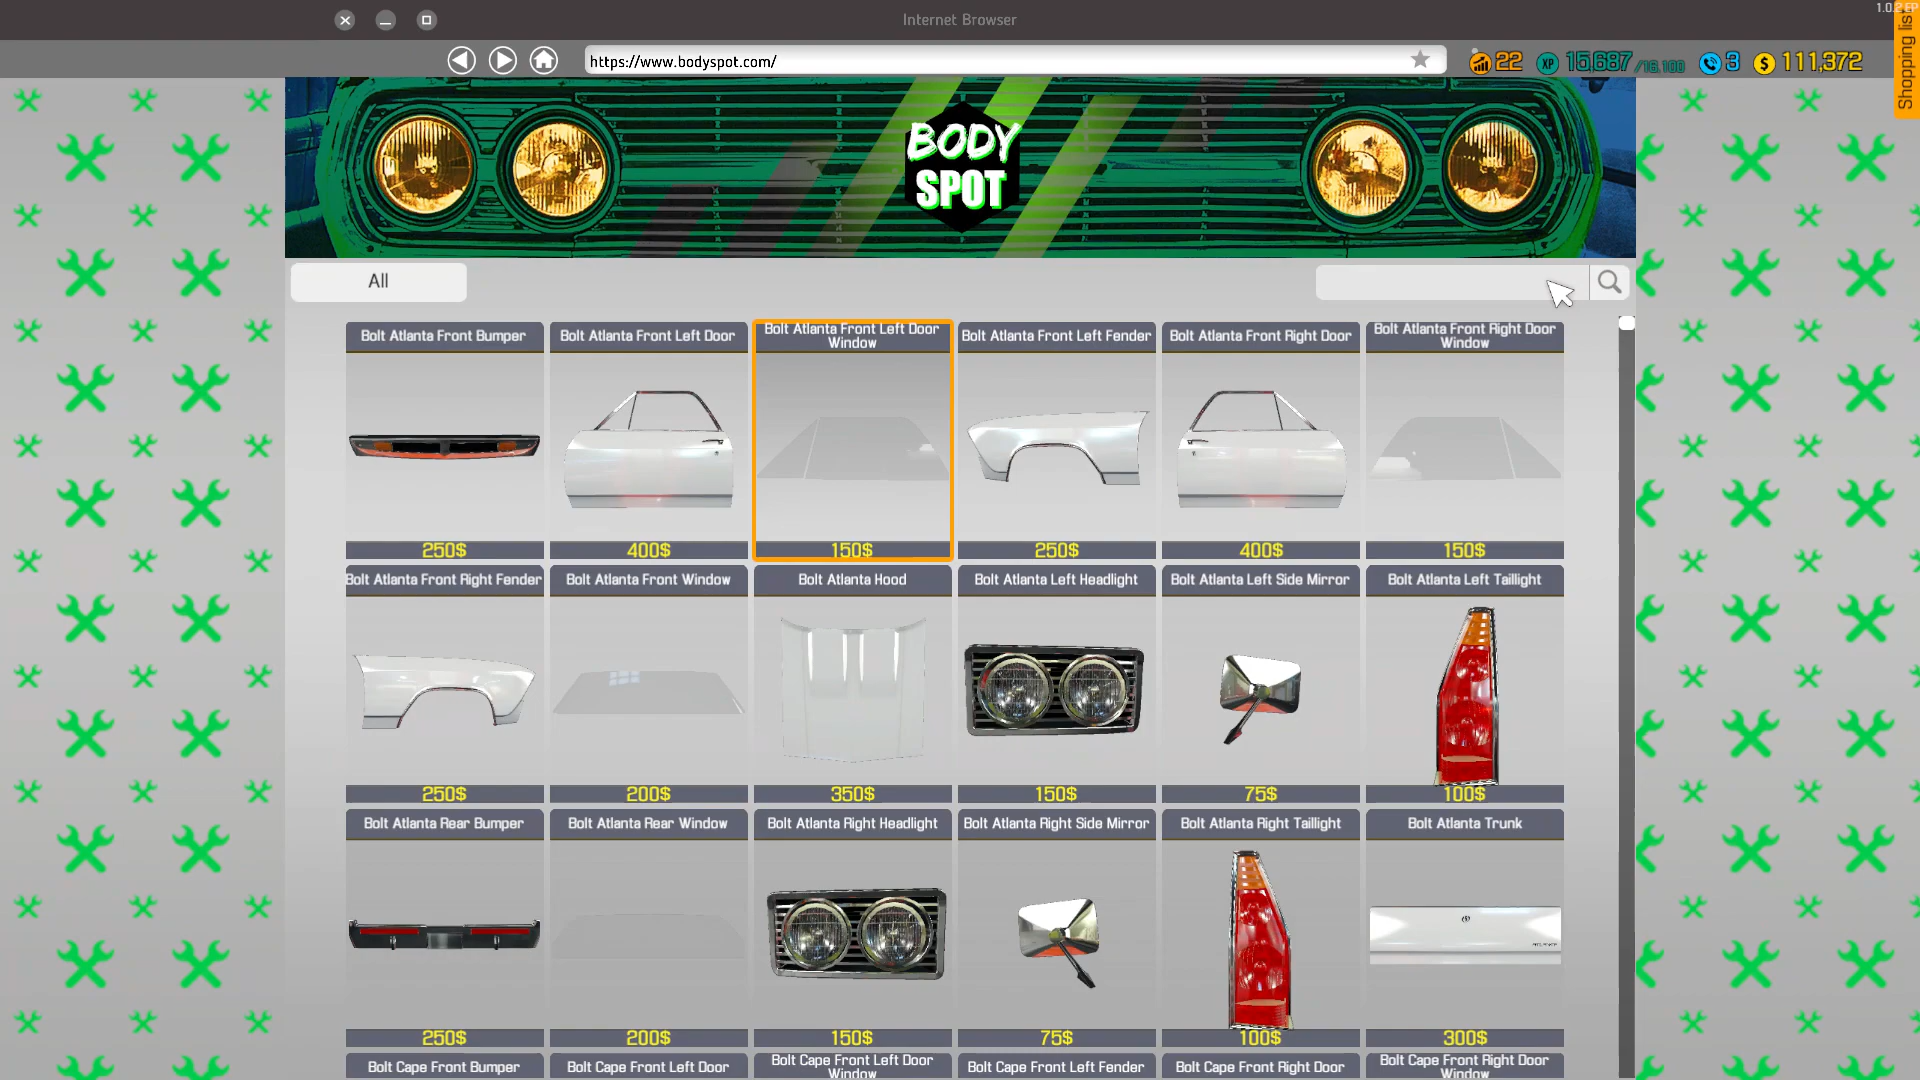 1.0.2 EP
Internet Browser
https://www.bodyspot.com/
22
XP
15,687/16,100
3
$
111,372
Shopping list
BODY
SPOT
All
Bolt Atlanta Front Bumper
250$
Bolt Atlanta Front Left Door
400$
Bolt Atlanta Front Left Door
Window
150$
Bolt Atlanta Front Left Fender
250$
Bolt Atlanta Front Right Door
400$
Bolt Atlanta Front Right Door
Window
150$
Bolt Atlanta Front Right Fender
250$
Bolt Atlanta Front Window
200$
Bolt Atlanta Hood
350$
Bolt Atlanta Left Headlight
150$
Bolt Atlanta Left Side Mirror
75$
Bolt Atlanta Left Taillight
100$
Bolt Atlanta Rear Bumper
250$
Bolt Atlanta Rear Window
200$
Bolt Atlanta Right Headlight
150$
Bolt Atlanta Right Side Mirror
75$
Bolt Atlanta Right Taillight
100$
Bolt Atlanta Trunk
300$
Bolt Cape Front Bumper
Bolt Cape Front Left Door
Bolt Cape Front Left Door
Window
Bolt Cape Front Left Fender
Bolt Cape Front Right Door
Bolt Cape Front Right Door
Window